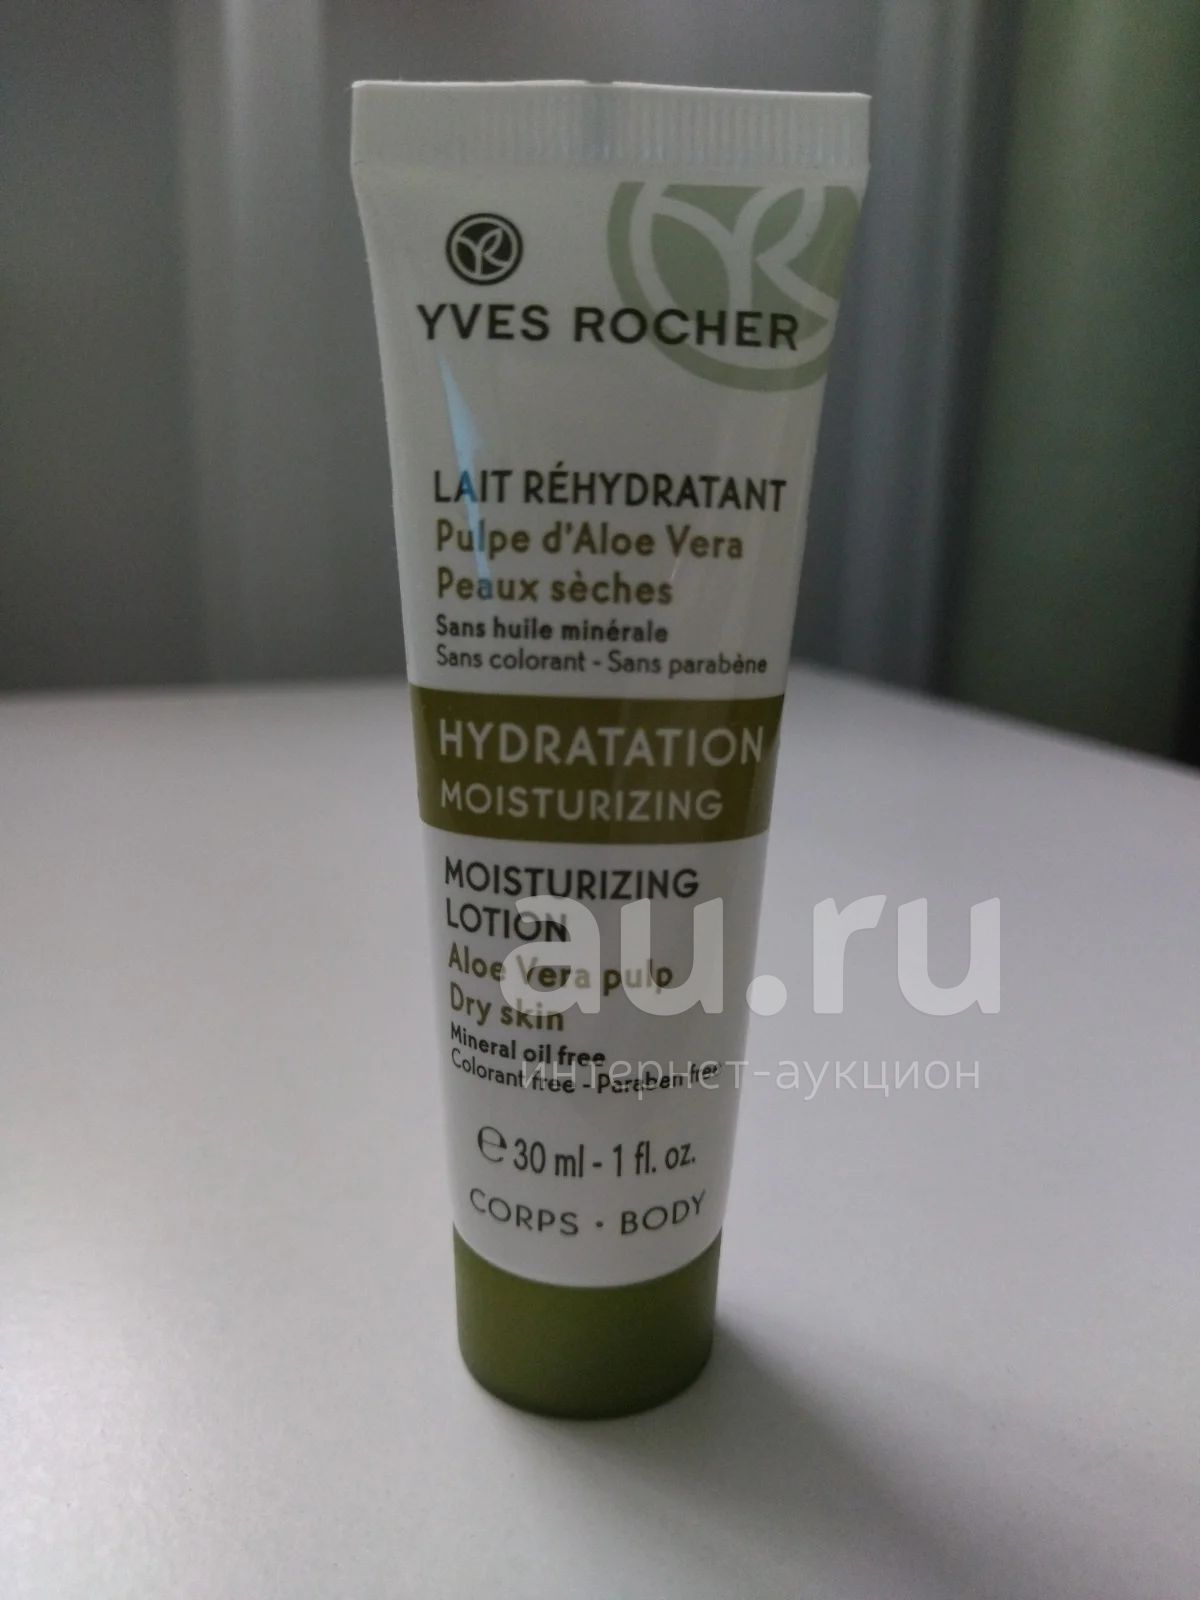 YVES ROCHER
LAIT RÉHYDRATANT
Pulpe d'Aloe Vera
Peaux sèches
Sans huile minérale
Sans colorant - Sans parabène
HYDRATATION
MOISTURIZING
MOISTURIZING
LOTION
Aloe Vera pulp
Dry skin
Mineral oil free
Colorant free - Paraben free
℮ 30 ml - 1 fl. oz.
CORPS • BODY
au.ru
интернет-аукцион